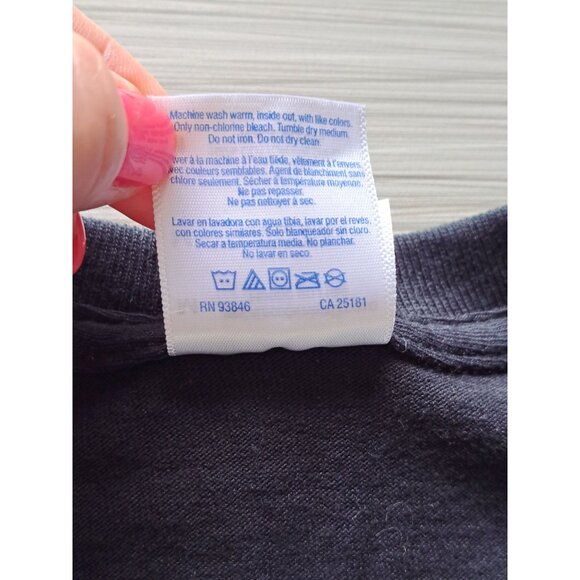 Machine wash warm, inside out, with like colors.
Only non-chlorine bleach. Tumble dry medium.
Do not iron. Do not dry clean.
ver à la machine à l'eau tiède, vêtement à l'envers,
vec couleurs semblables. Agent de blanchiment sans
chlore seulement. Sécher à température moyenne.
Ne pas repasser.
Ne pas nettoyer à sec.
Lavar en lavadora con agua tibia, lavar por el revés,
con colores similares. Solo blanqueador sin cloro.
Secar a temperatura media. No planchar.
No lavar en seco.
RN 93846 CA 25181